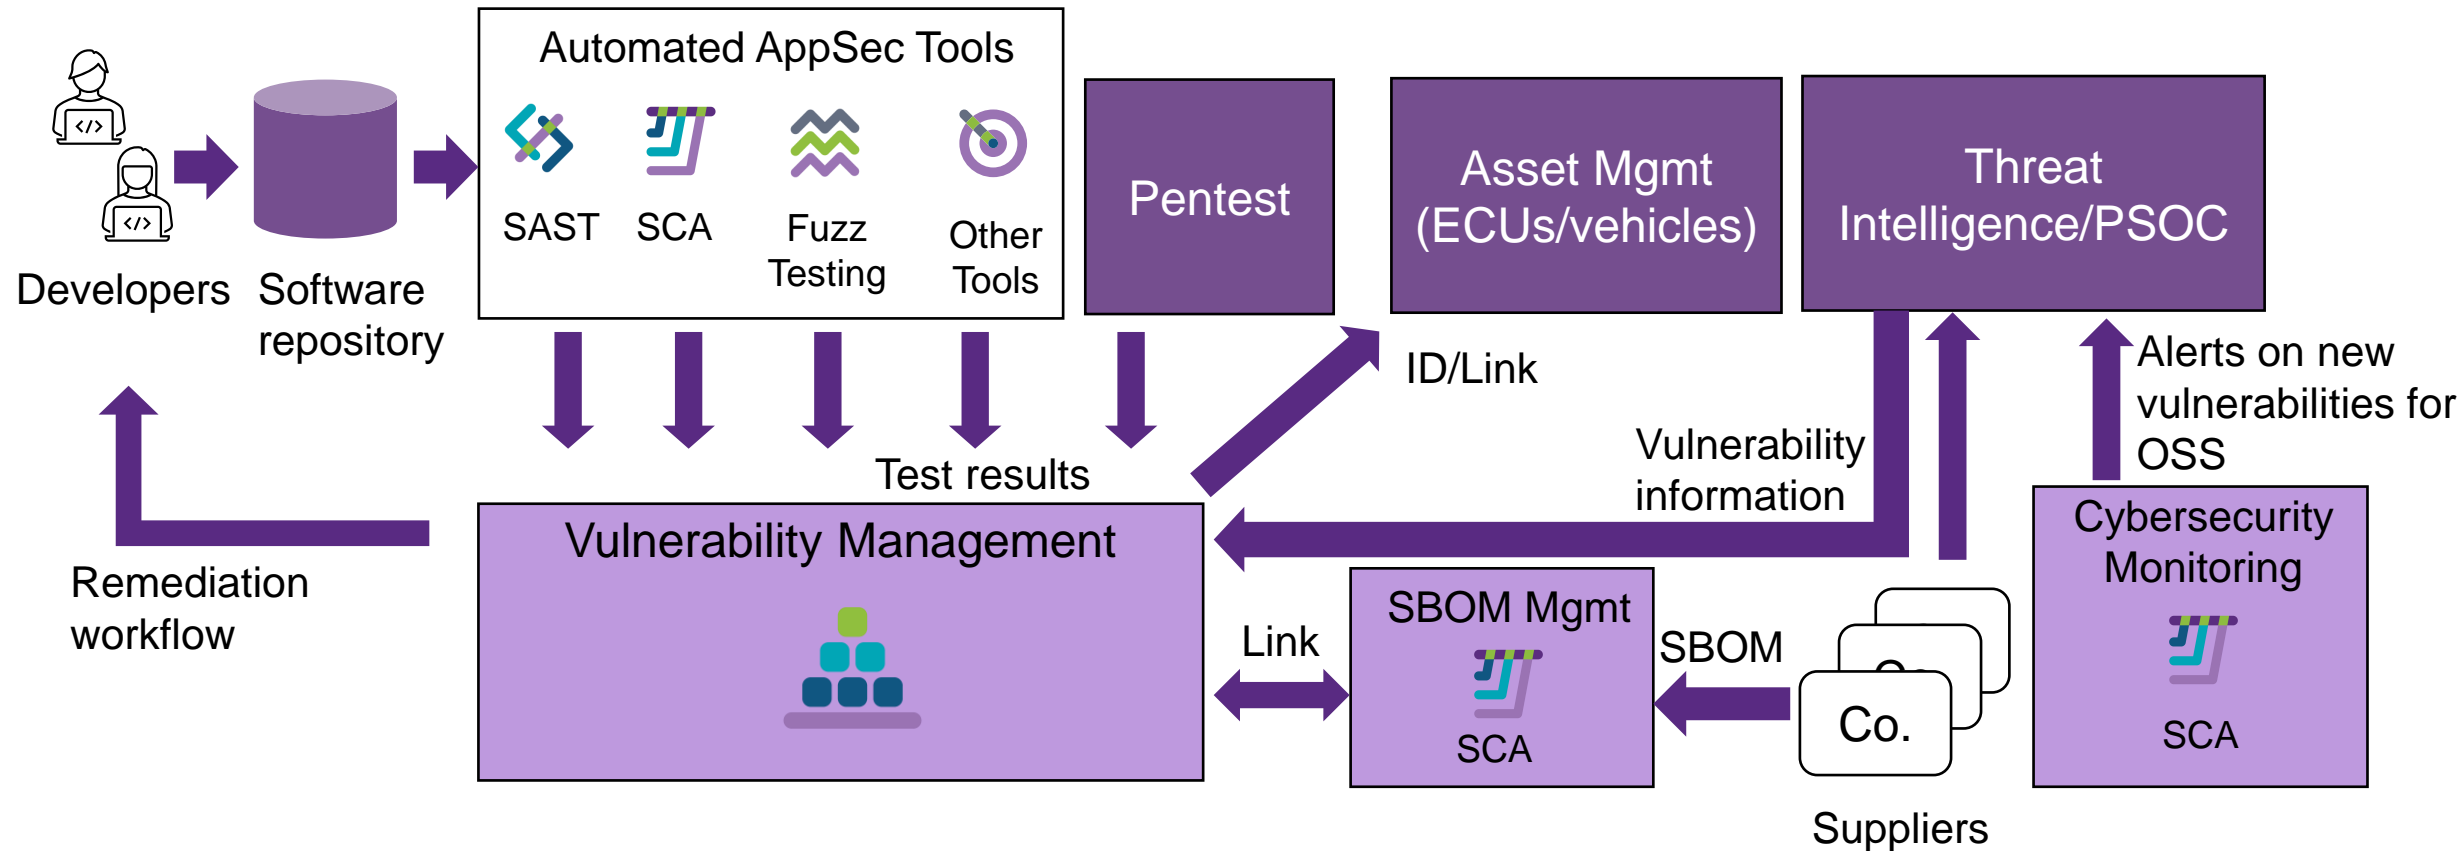 Automated AppSec Tools
</>
</>
SAST
SCA
Fuzz
Testing
Other
Tools
Pentest
Asset Mgmt
(ECUs/vehicles)
Threat
Intelligence/PSOC
Developers
Software
repository
ID/Link
Alerts on new
vulnerabilities for
OSS
Vulnerability
information
Test results
Remediation
workflow
Vulnerability Management
Link
SBOM Mgmt
SCA
SBOM
Co.
Suppliers
Cybersecurity
Monitoring
SCA